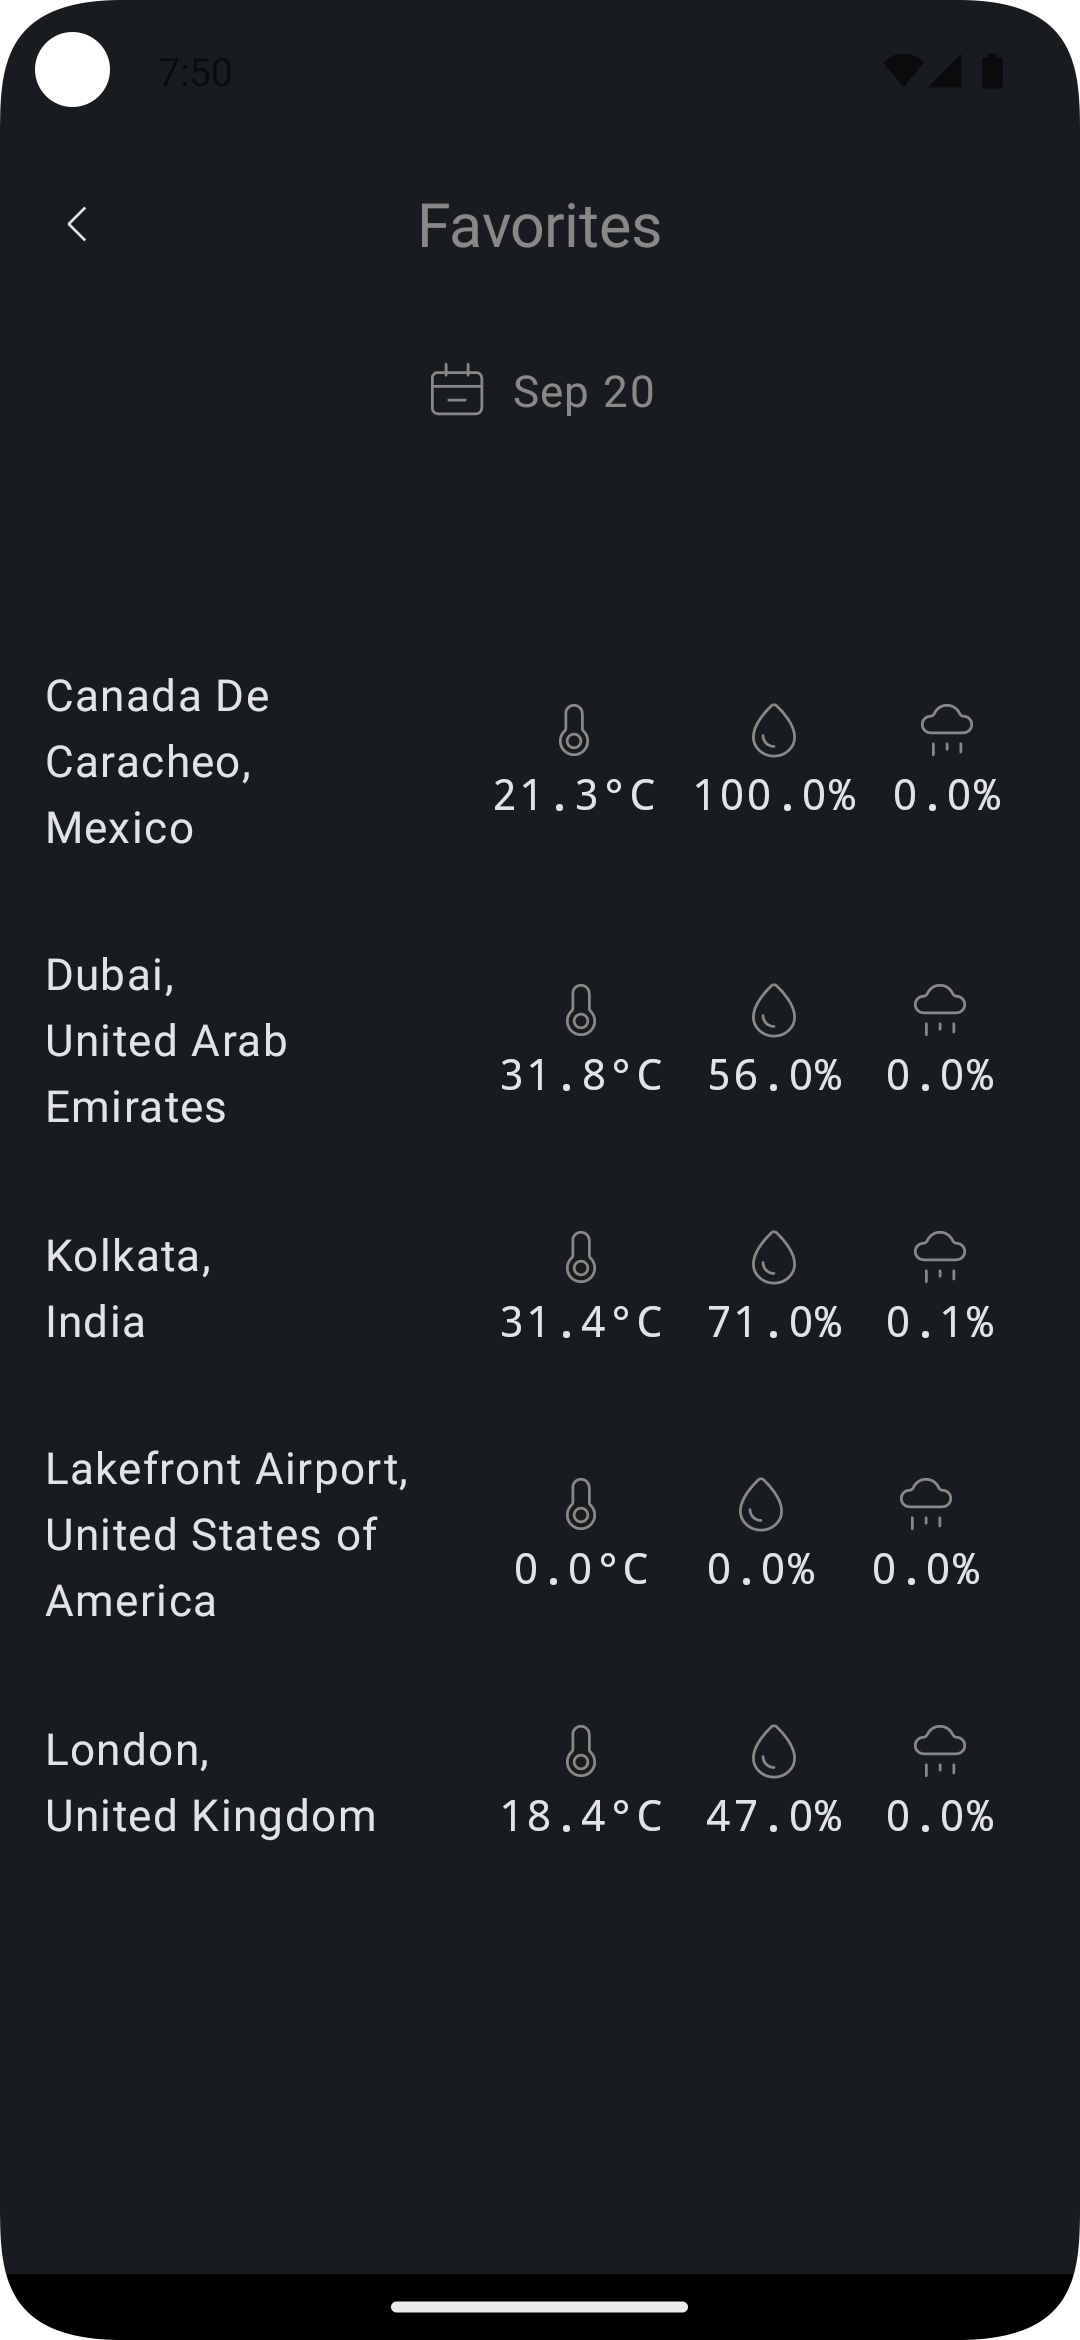 7:50
Favorites
Sep 20
Canada De
Caracheo,
Mexico
21.3°C 100.0% 0.0%
Dubai,
United Arab
Emirates
31.8°C 56.0% 0.0%
Kolkata,
India
31.4°C 71.0% 0.1%
Lakefront Airport,
United States of
America
0.0°C 0.0% 0.0%
London,
United Kingdom
18.4°C 47.0% 0.0%